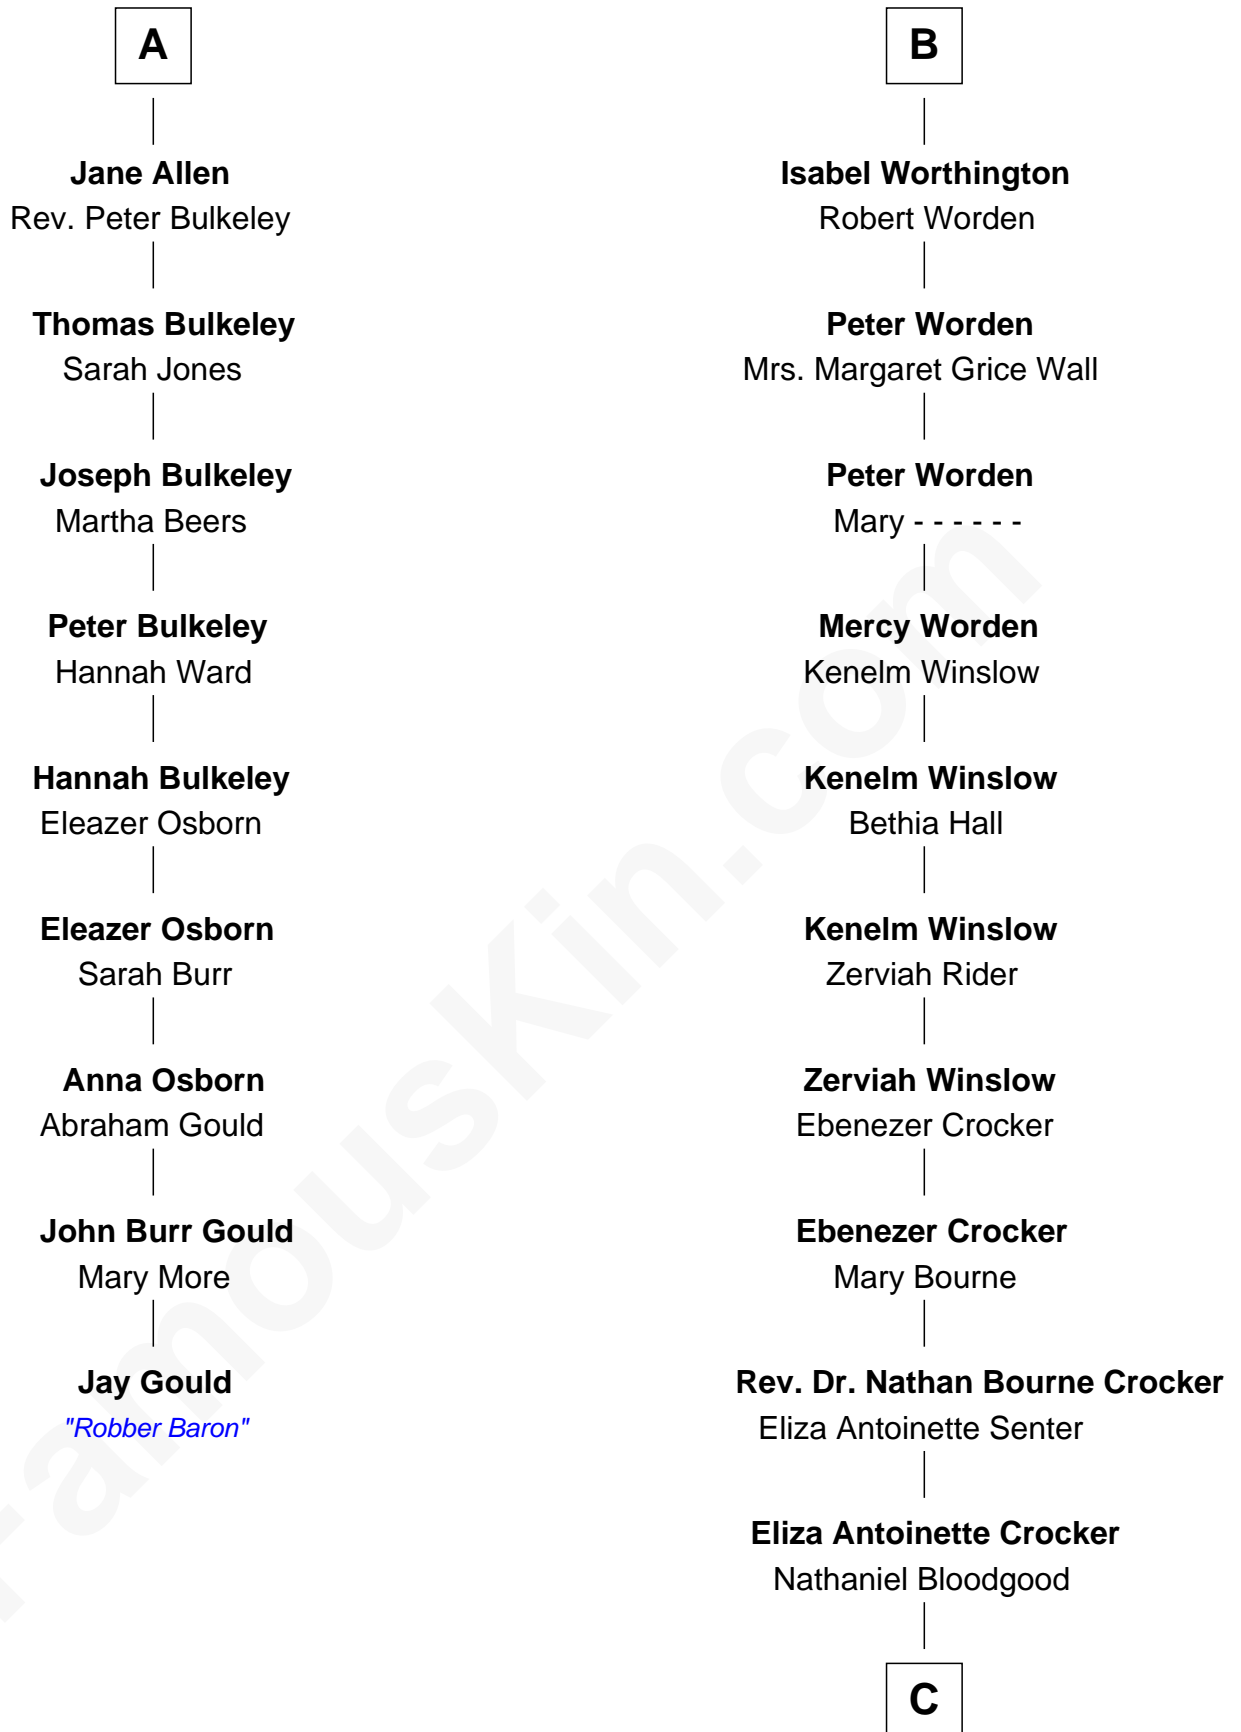 A
Jane Allen
Rev. Peter Bulkeley
Thomas Bulkeley
Sarah Jones
Joseph Bulkeley
Martha Beers
Peter Bulkeley
Hannah Ward
Hannah Bulkeley
Eleazer Osborn
Eleazer Osborn
Sarah Burr
Anna Osborn
Abraham Gould
John Burr Gould
Mary More
Jay Gould
"Robber Baron"
B
Isabel Worthington
Robert Worden
Peter Worden
Mrs. Margaret Grice Wall
Peter Worden
Mary - - - - - -
Mercy Worden
Kenelm Winslow
Kenelm Winslow
Bethia Hall
Kenelm Winslow
Zerviah Rider
Zerviah Winslow
Ebenezer Crocker
Ebenezer Crocker
Mary Bourne
Rev. Dr. Nathan Bourne Crocker
Eliza Antoinette Senter
Eliza Antoinette Crocker
Nathaniel Bloodgood
C
FamousKin.com